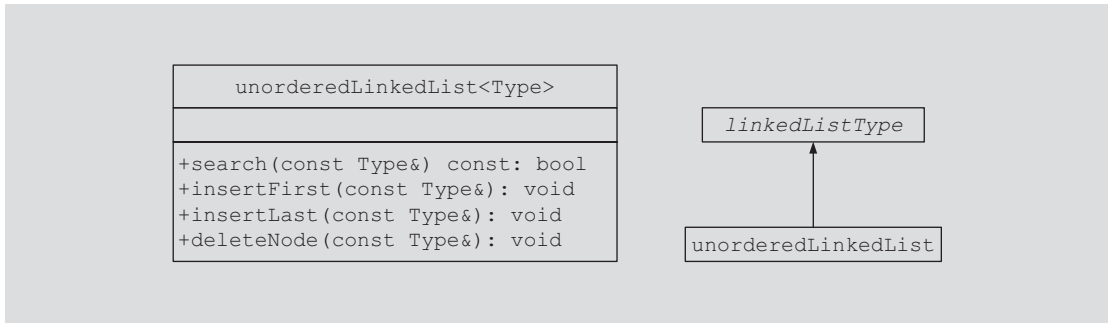 unorderedLinkedList<Type>
+search(const Type&) const: bool
+insertFirst(const Type&): void
+insertLast(const Type&): void
+deleteNode(const Type&): void
linkedListType
unorderedLinkedList